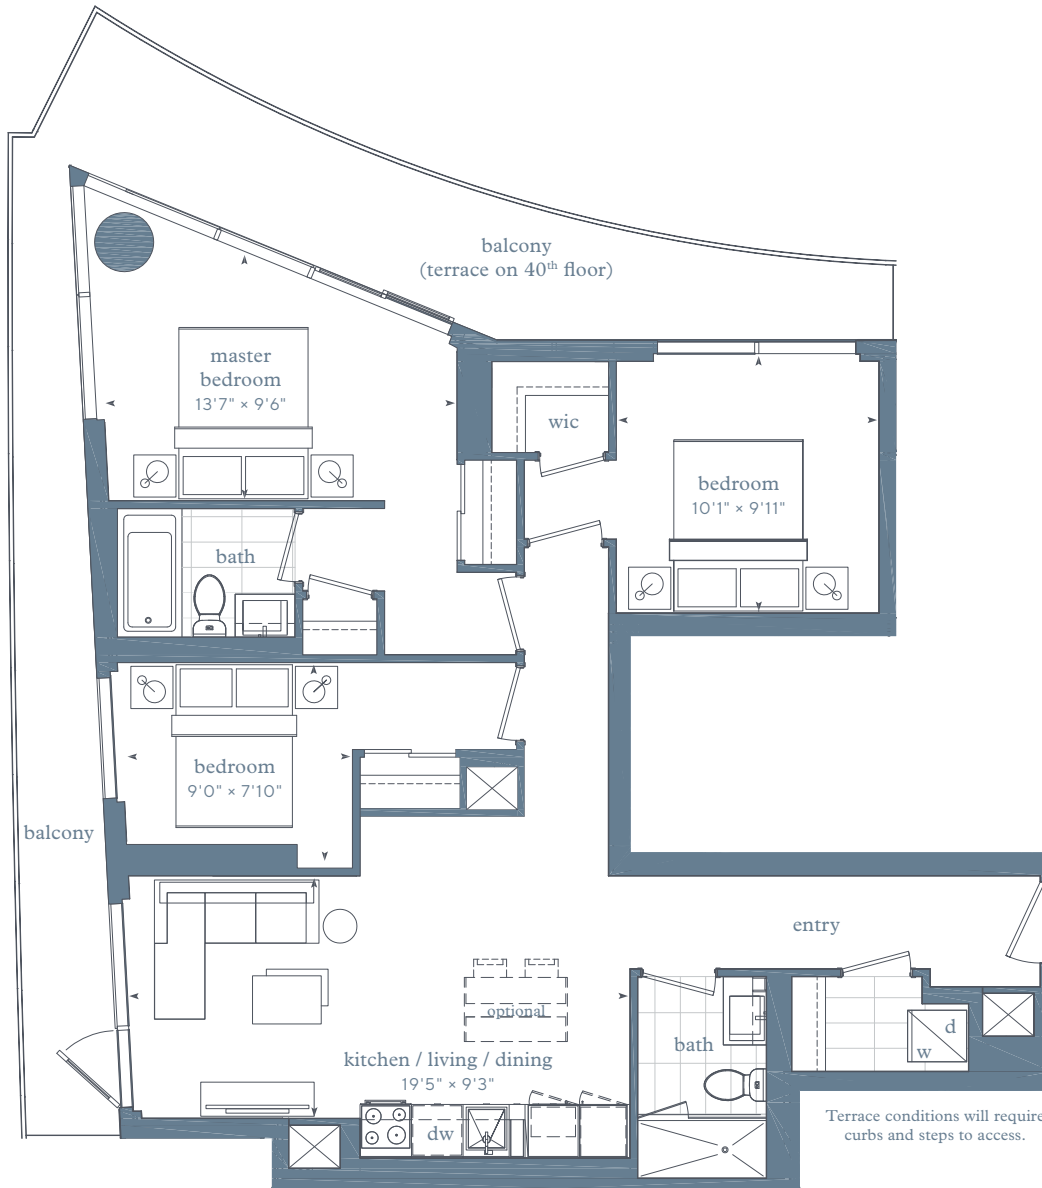 balcony
(terrace on 40th floor)
master
bedroom
13'7" × 9'6"
wic
bedroom
10'1" × 9'11"
bath
bedroom
9'0" × 7'10"
balcony
entry
optional
kitchen / living / dining
19'5" × 9'3"
bath
d
w
dw
Terrace conditions will require
curbs and steps to access.